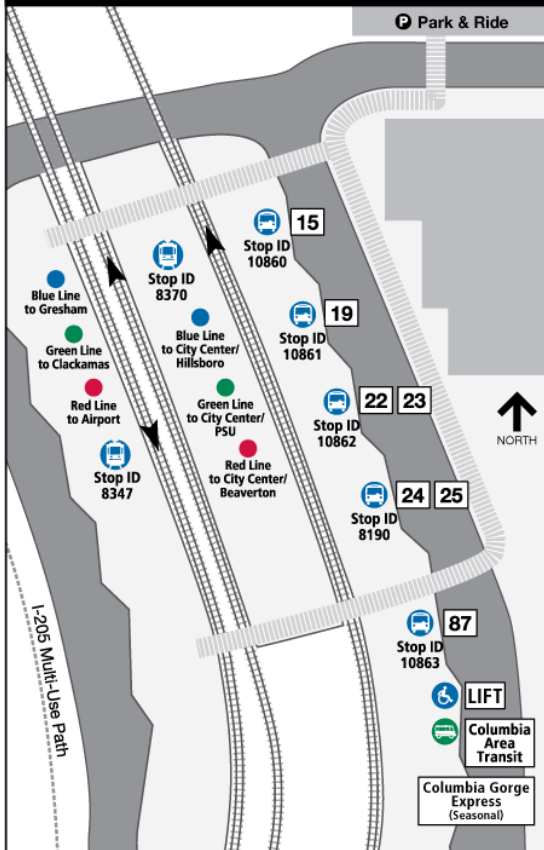 P Park & Ride
15
Stop ID
10860
Stop ID
8370
Blue Line
to Gresham
19
Stop ID
10861
Blue Line
to City Center/
Hillsboro
Green Line
to Clackamas
Red Line
to Airport
Green Line
to City Center/
PSU
22 23
Stop ID
10862
NORTH
Red Line
to City Center/
Beaverton
Stop ID
8347
24 25
Stop ID
8190
I-205 Multi-Use Path
87
Stop ID
10863
LIFT
Columbia
Area
Transit
Columbia Gorge
Express
(Seasonal)